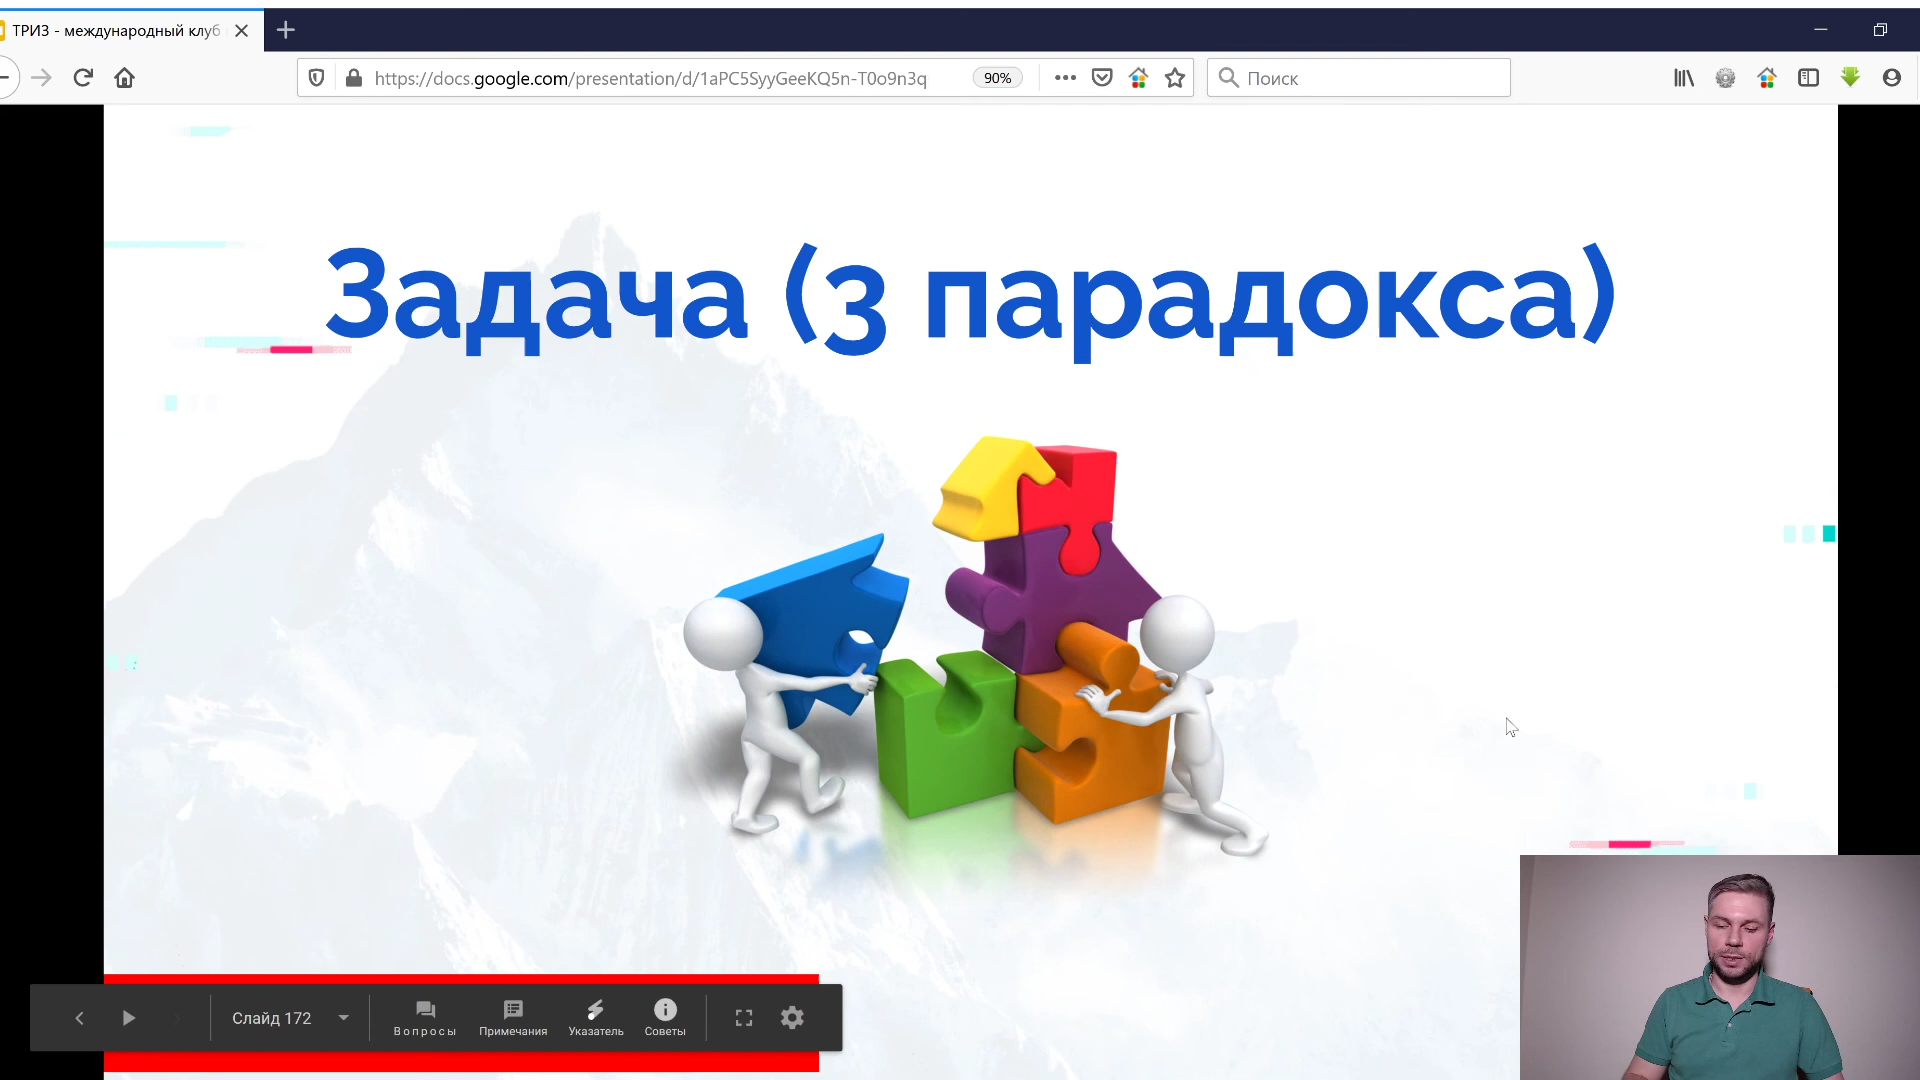 ТРИЗ - международный клуб
https://docs.google.com/presentation/d/1aPC5SyyGeeKQ5n-T0o9n3q
90%
Поиск
Задача (3 парадокса)
Слайд 172
Вопросы
Примечания
Указатель
Советы